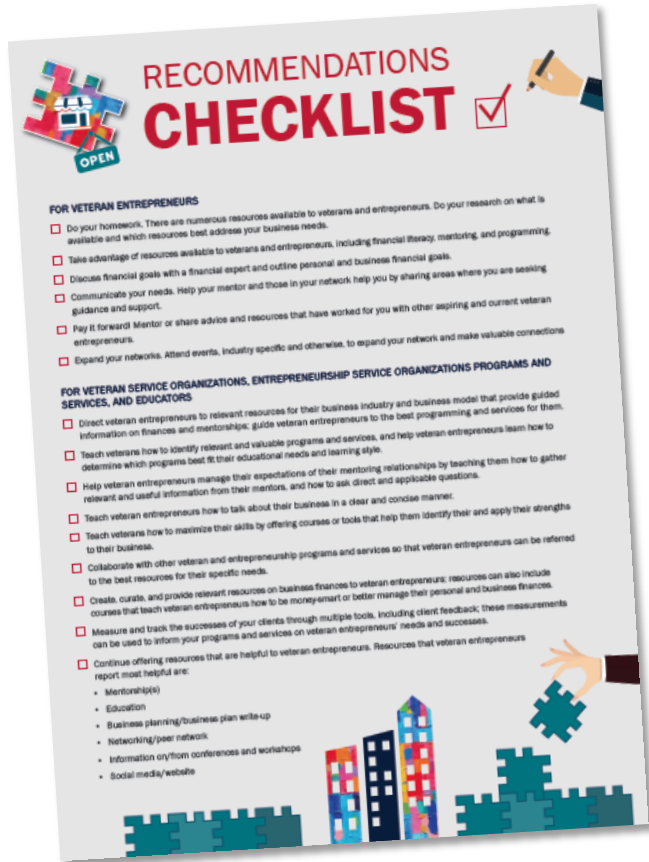 RECOMMENDATIONS
CHECKLIST
OPEN
FOR VETERAN ENTREPRENEURS
Do your homework. There are numerous resources available to veterans and entrepreneurs. Do your research on what is
available and which resources best address your business needs.
Take advantage of resources available to veterans and entrepreneurs, including financial literacy, mentoring, and programming.
Discuss financial goals with a financial expert and outline personal and business financial goals.
Communicate your needs. Help your mentor and those in your network help you by sharing areas where you are seeking
guidance and support.
Pay it forward! Mentor or share advice and resources that have worked for you with other aspiring and current veteran
entrepreneurs.
Expand your networks. Attend events, industry specific and otherwise, to expand your network and make valuable connections
FOR VETERAN SERVICE ORGANIZATIONS, ENTREPRENEURSHIP SERVICE ORGANIZATIONS PROGRAMS AND
SERVICES, AND EDUCATORS
Direct veteran entrepreneurs to relevant resources for their business industry and business model that provide guided
information on finances and mentorships; guide veteran entrepreneurs to the best programming and services for them.
Teach veterans how to identify relevant and valuable programs and services, and help veteran entrepreneurs learn how to
determine which programs best fit their educational needs and learning style.
Help veteran entrepreneurs manage their expectations of their mentoring relationships by teaching them how to gather
relevant and useful information from their mentors, and how to ask direct and applicable questions.
Teach veteran entrepreneurs how to talk about their business in a clear and concise manner.
Teach veterans how to maximize their skills by offering courses or tools that help them identify their and apply their strengths
to their business.
Collaborate with other veteran and entrepreneurship programs and services so that veteran entrepreneurs can be referred
to the best resources for their specific needs.
Create, curate, and provide relevant resources on business finances to veteran entrepreneurs; resources can also include
courses that teach veteran entrepreneurs how to be money-smart or better manage their personal and business finances.
Measure and track the successes of your clients through multiple tools, including client feedback; these measurements
can be used to inform your programs and services on veteran entrepreneurs' needs and successes.
Continue offering resources that are helpful to veteran entrepreneurs. Resources that veteran entrepreneurs
report most helpful are:
• Mentorship(s)
• Education
• Business planning/business plan write-up
• Networking/peer network
• Information on/from conferences and workshops
• Social media/website